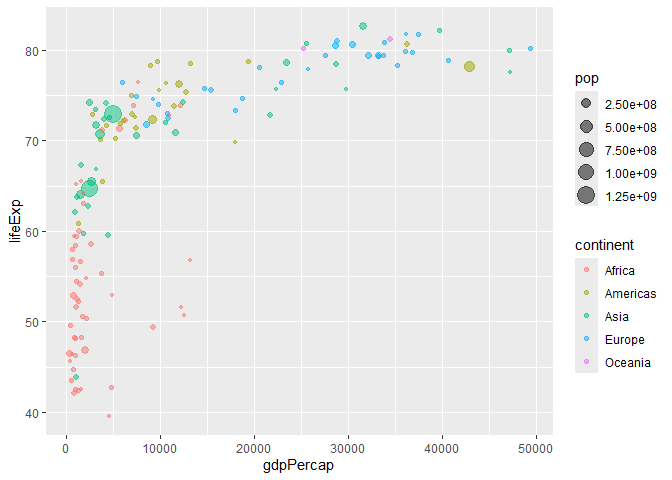 80
70
60
50
40
lifeExp
0 10000 20000 30000 40000 50000
gdpPercap
pop
2.50e+08
5.00e+08
7.50e+08
1.00e+09
1.25e+09
continent
Africa
Americas
Asia
Europe
Oceania